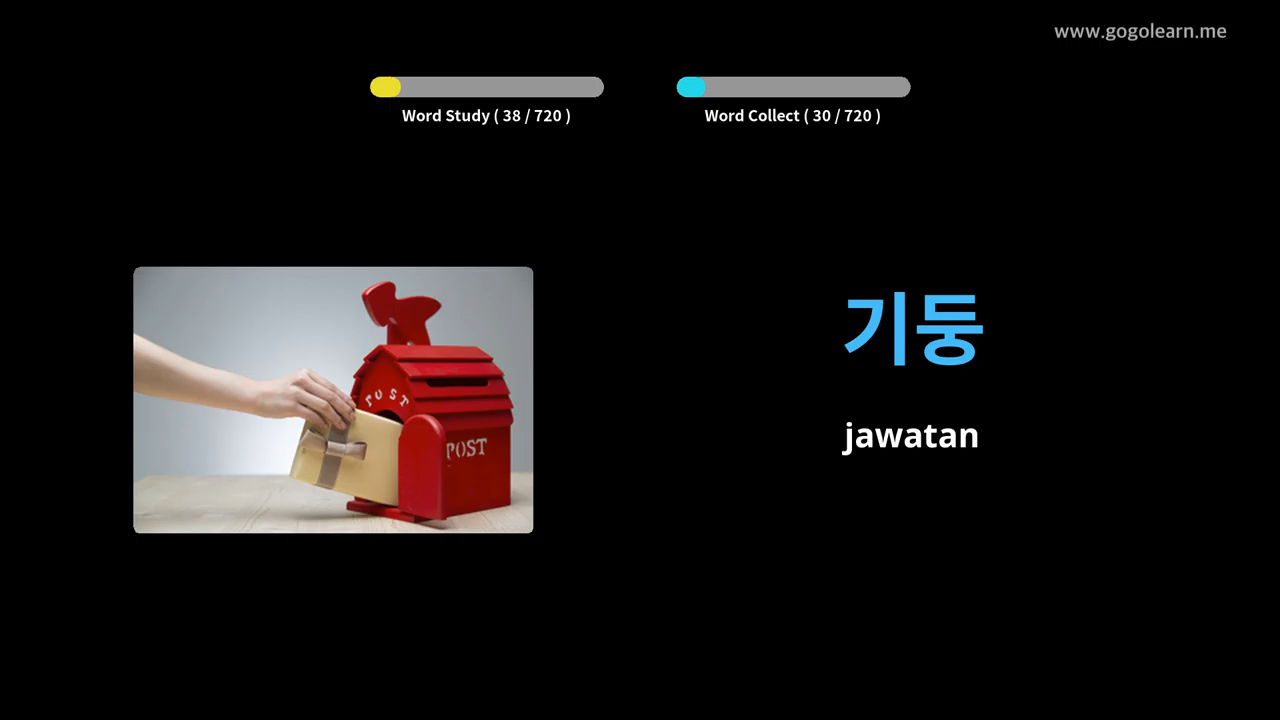 www.gogolearn.me
Word Study ( 38 / 720 )
Word Collect ( 30 / 720 )
POST
POST
기둥
jawatan